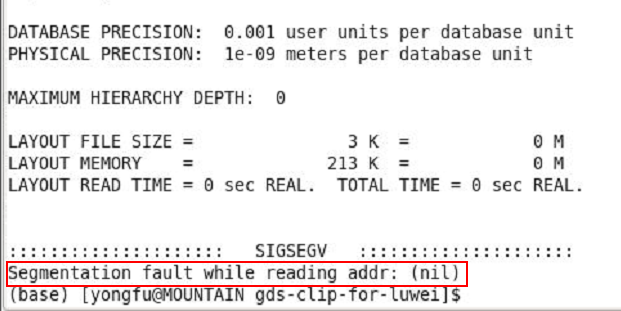 DATABASE PRECISION:  0.001 user units per database unit
PHYSICAL PRECISION:  1e-09 meters per database unit
MAXIMUM HIERARCHY DEPTH:  0
LAYOUT FILE SIZE =                  3 K  =              0 M
LAYOUT MEMORY    =                213 K  =              0 M
LAYOUT READ TIME = 0 sec REAL.  TOTAL TIME = 0 sec REAL.
:::::::::::::::::::::::   SIGSEGV   :::::::::::::::::::::::
Segmentation fault while reading addr: (nil)
(base) [yongfu@MOUNTAIN gds-clip-for-luwei]$